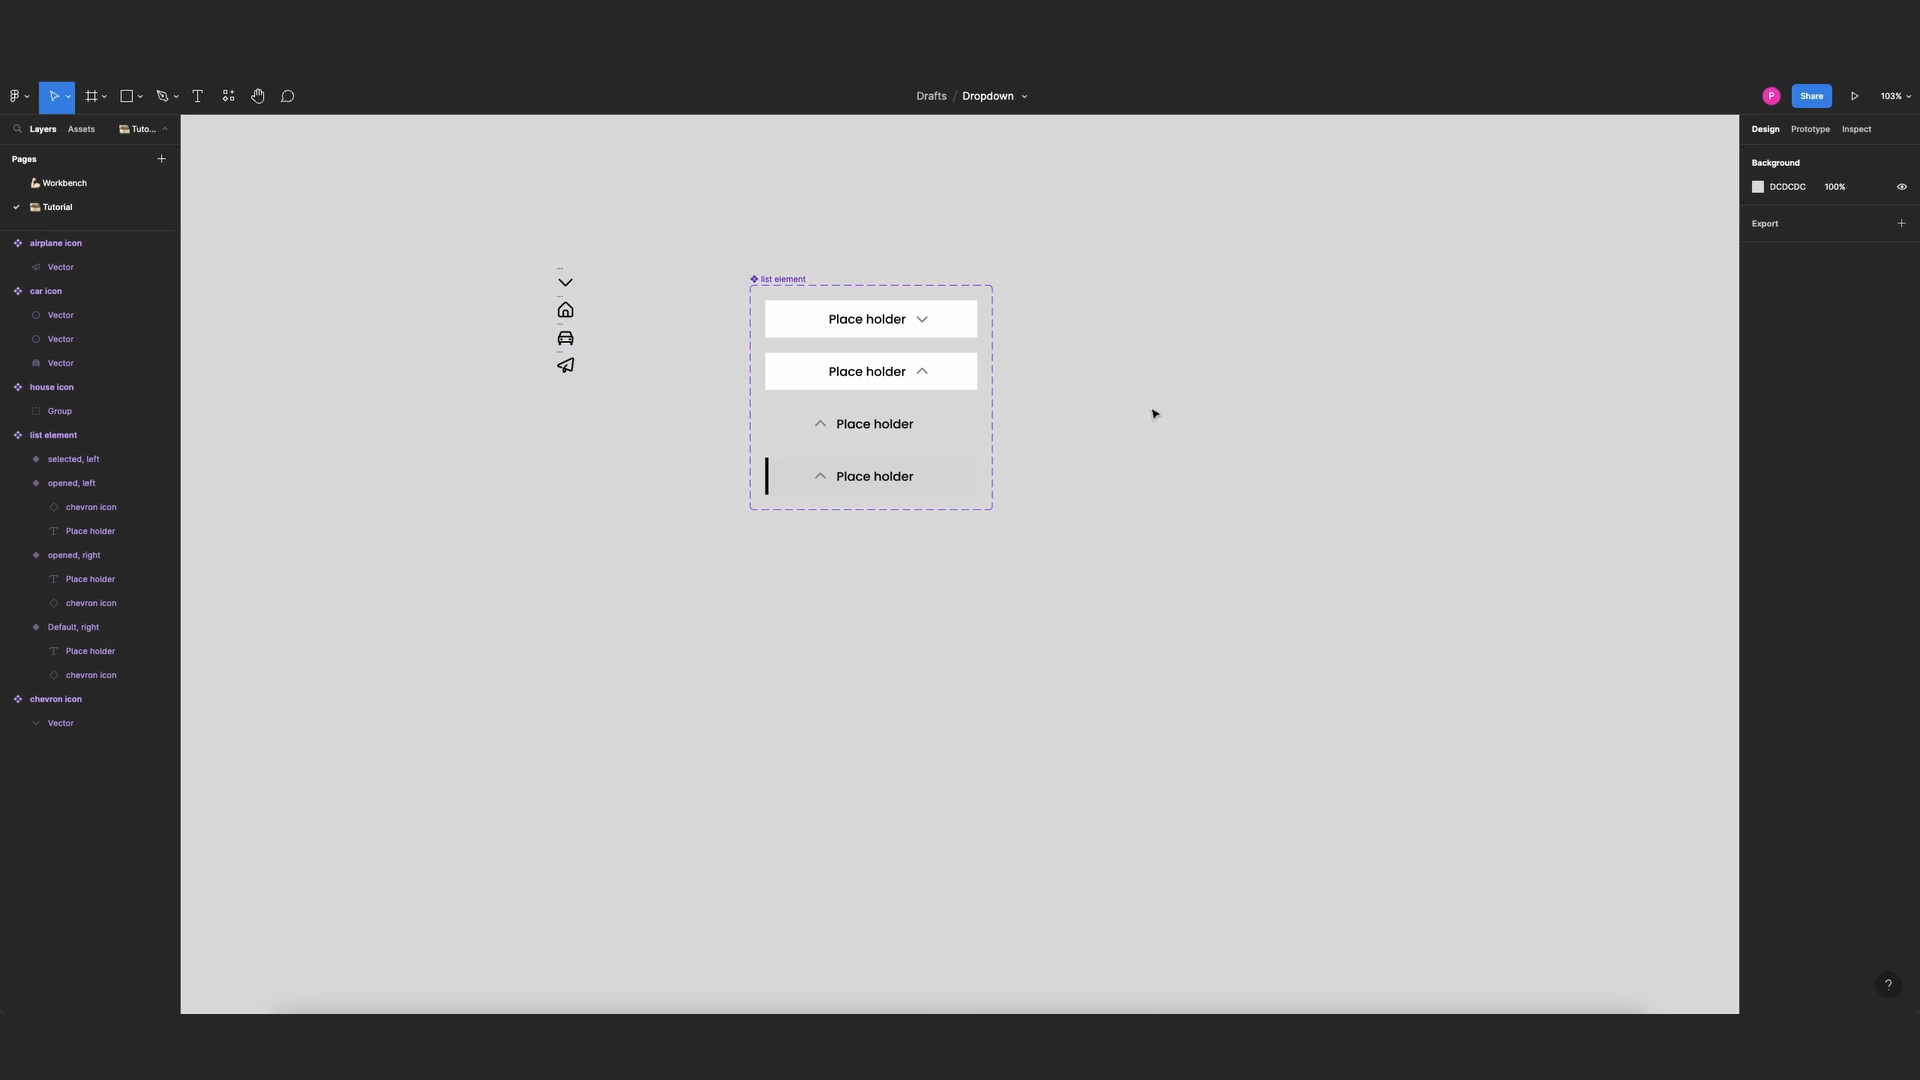 Drafts / Dropdown
P
Share
103%
Layers
Assets
Tuto...
Pages
Workbench
Tutorial
airplane icon
Vector
car icon
Vector
Vector
Vector
house icon
Group
list element
selected, left
opened, left
chevron icon
Place holder
opened, right
Place holder
chevron icon
Default, right
Place holder
chevron icon
chevron icon
Vector
...
...
...
...
list element
Place holder
Place holder
Place holder
Place holder
Design
Prototype
Inspect
Background
DCDCDC
100%
Export
?